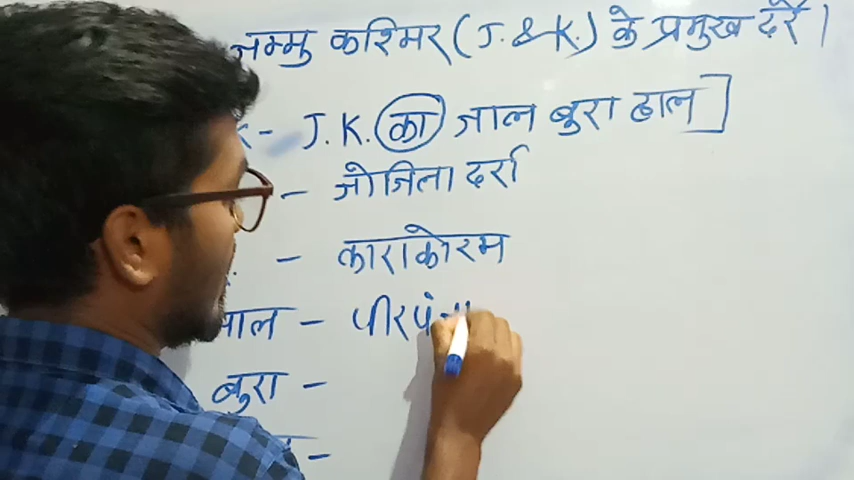 जम्मु कश्मिर (J.&K.) के प्रमुख दर्रे।
- J.K. का जाल बुरा हाल]
- जोजिला दर्रा
- काराकोरम
जाल - पीरपं
बुरा -
-